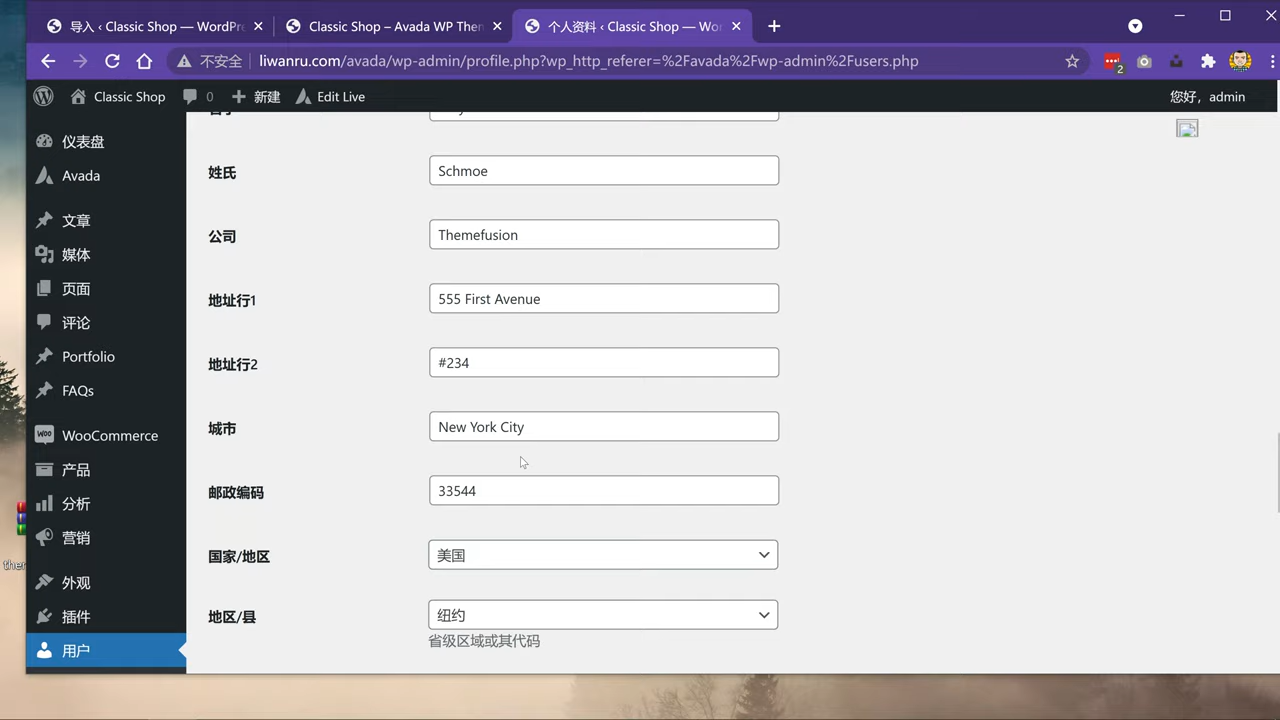 导入 ‹ Classic Shop — WordPre
Classic Shop – Avada WP Them
个人资料 ‹ Classic Shop — Wor
不安全
liwanru.com/avada/wp-admin/profile.php?wp_http_referer=%2Favada%2Fwp-admin%2Fusers.php
2
Classic Shop
0
新建
Edit Live
您好，admin
仪表盘
Avada
文章
媒体
页面
评论
Portfolio
FAQs
WooCommerce
产品
分析
营销
外观
插件
用户
姓氏
Schmoe
公司
Themefusion
地址行1
555 First Avenue
地址行2
#234
城市
New York City
邮政编码
33544
国家/地区
美国
地区/县
纽约
省级区域或其代码